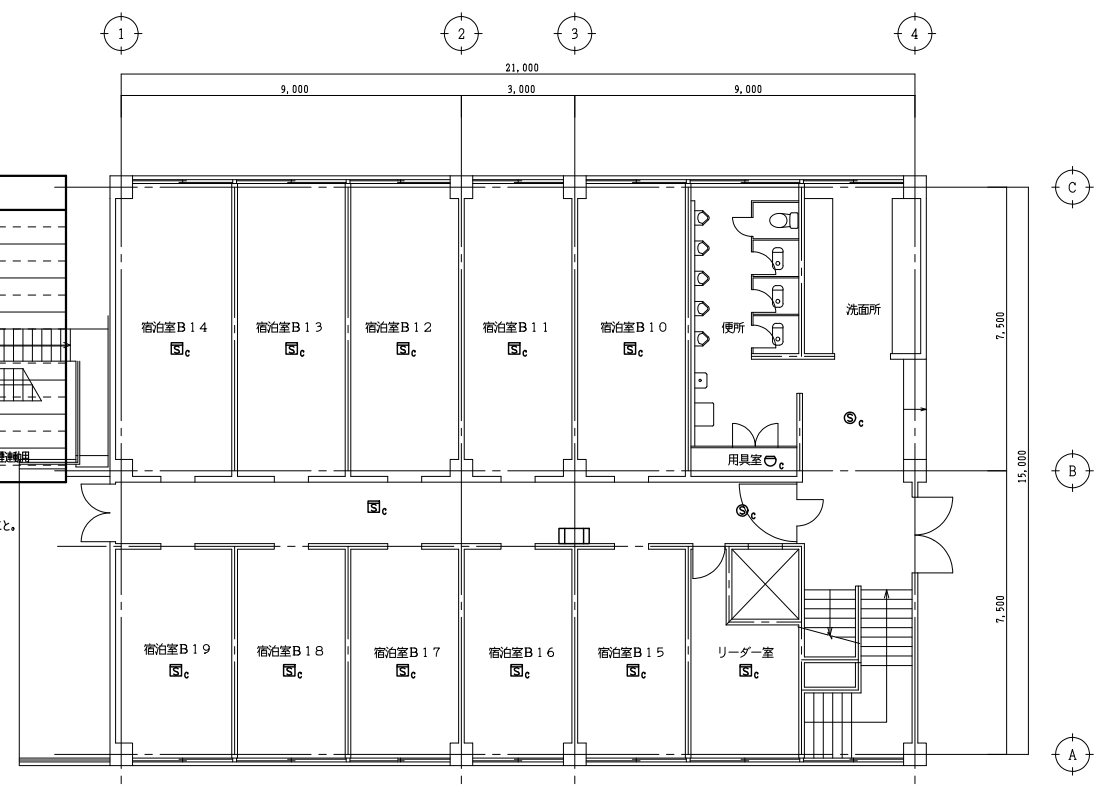 1 2 3 4
21,000
9,000 3,000 9,000
C
宿泊室B14 宿泊室B13 宿泊室B12 宿泊室B11 宿泊室B10 便所 洗面所
S C S C S C S C S C
7,500
S C
連動用
用具室 C
B
15,000
S C S C
と。
宿泊室B19 宿泊室B18 宿泊室B17 宿泊室B16 宿泊室B15 リーダー室
S C S C S C S C S C S C
7,500
A